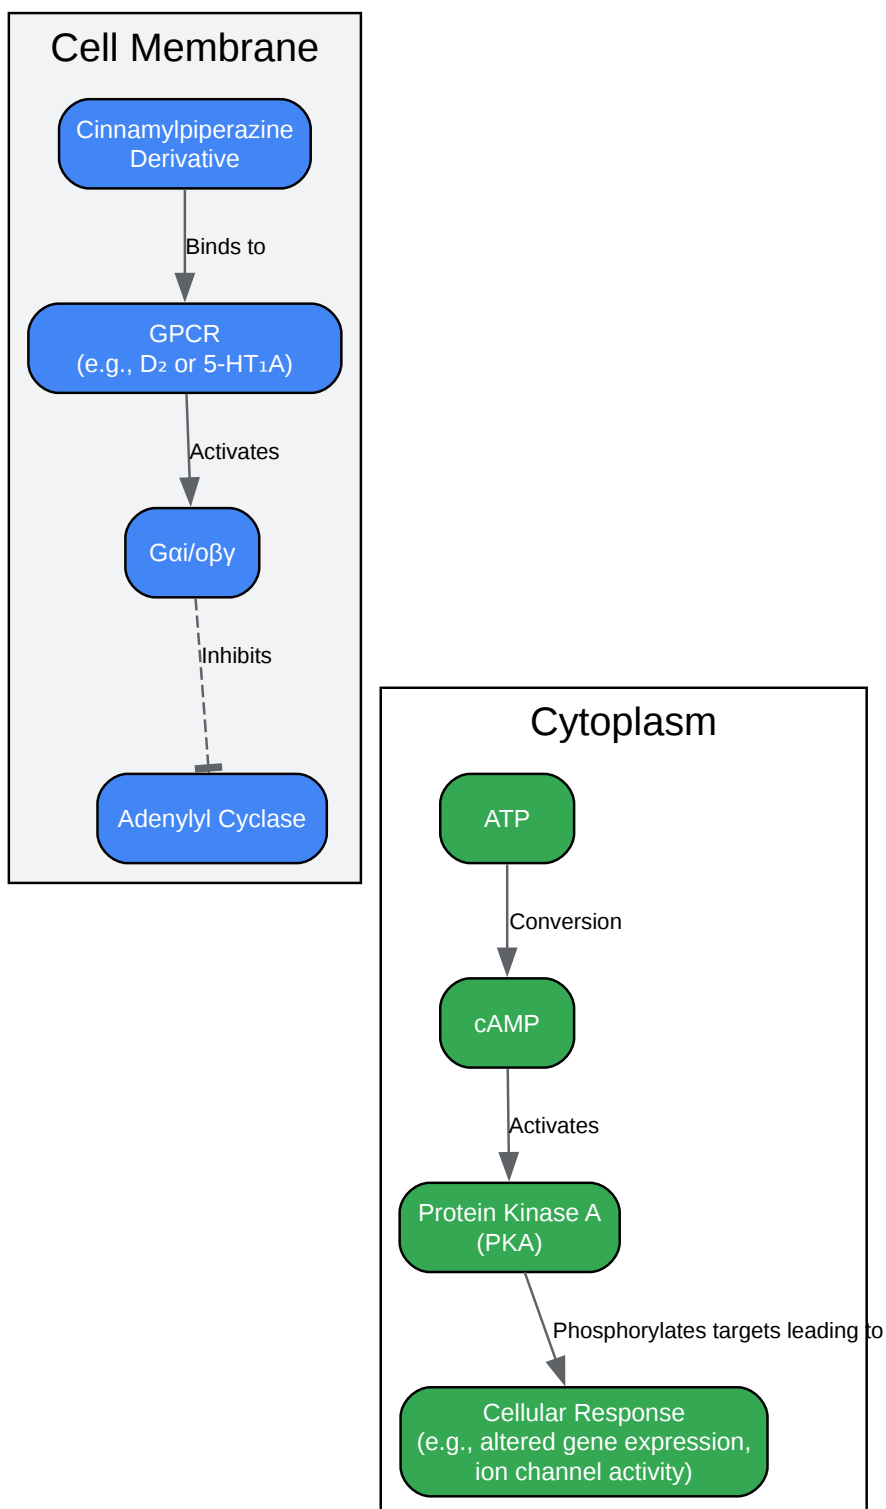 Cell Membrane
Cinnamylpiperazine
Derivative
Binds to
GPCR
(e.g., D₂ or 5-HT₁A)
Activates
Gαi/oβγ
Inhibits
Adenylyl Cyclase
Cytoplasm
ATP
Conversion
cAMP
Activates
Protein Kinase A
(PKA)
Phosphorylates targets leading to
Cellular Response
(e.g., altered gene expression,
ion channel activity)